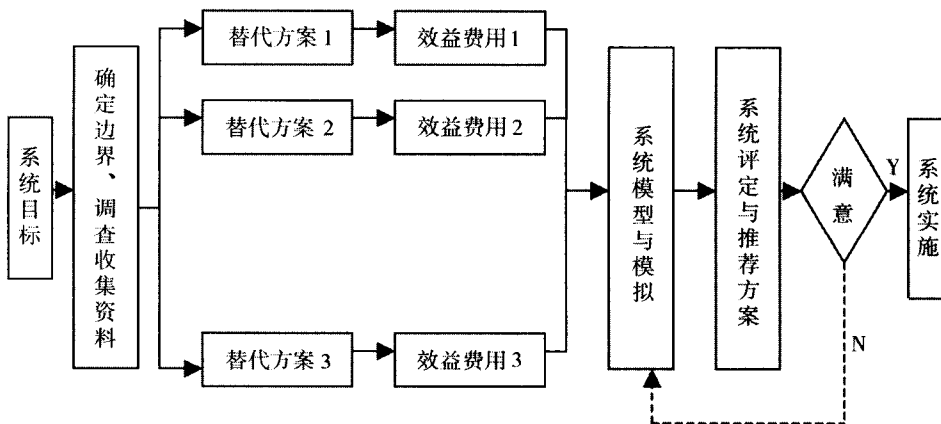 系统目标
确定边界、调查收集资料
替代方案 1
效益费用 1
替代方案 2
效益费用 2
替代方案 3
效益费用 3
系统模型与模拟
系统评定与推荐方案
满意
Y
N
系统实施